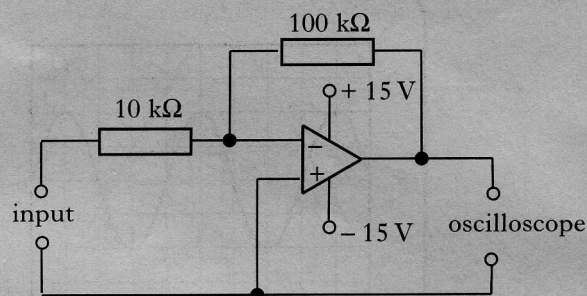 100 kΩ
+ 15 V
10 kΩ
−
+
input
− 15 V
oscilloscope